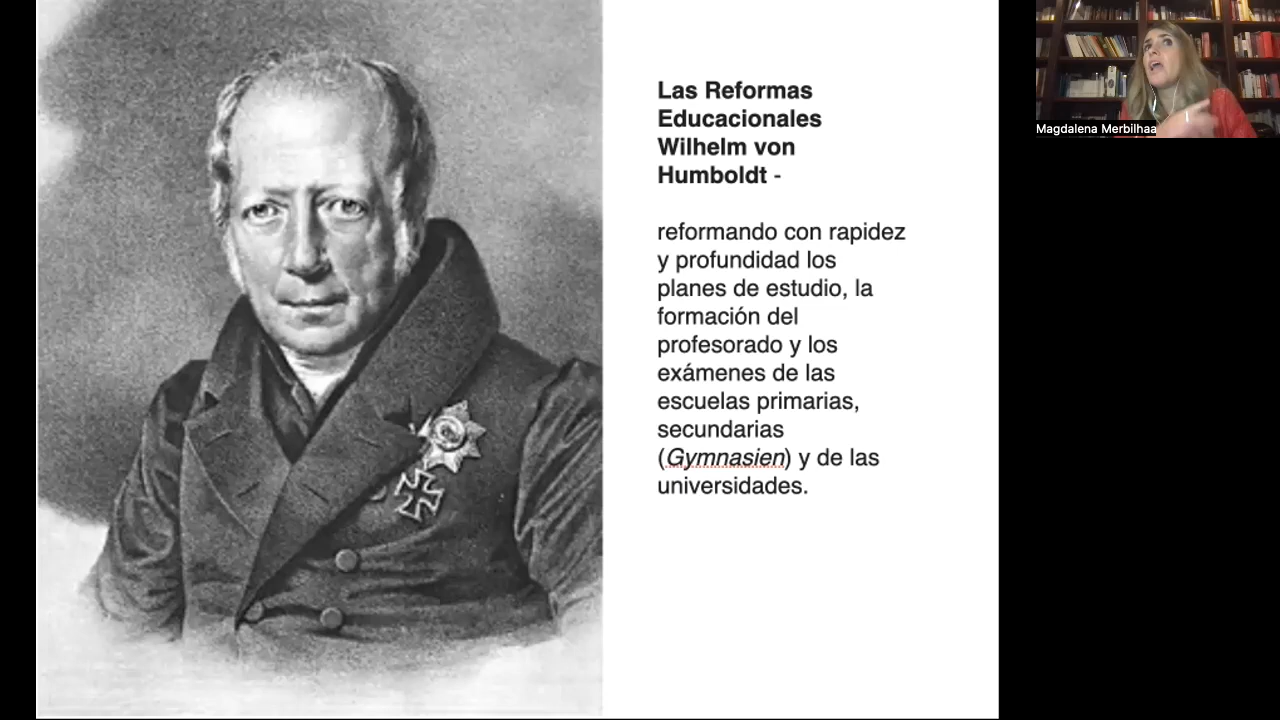 Las Reformas
Educacionales
Wilhelm von
Humboldt -
reformando con rapidez
y profundidad los
planes de estudio, la
formación del
profesorado y los
exámenes de las
escuelas primarias,
secundarias
(Gymnasien) y de las
universidades.
Magdalena Merbilhaa